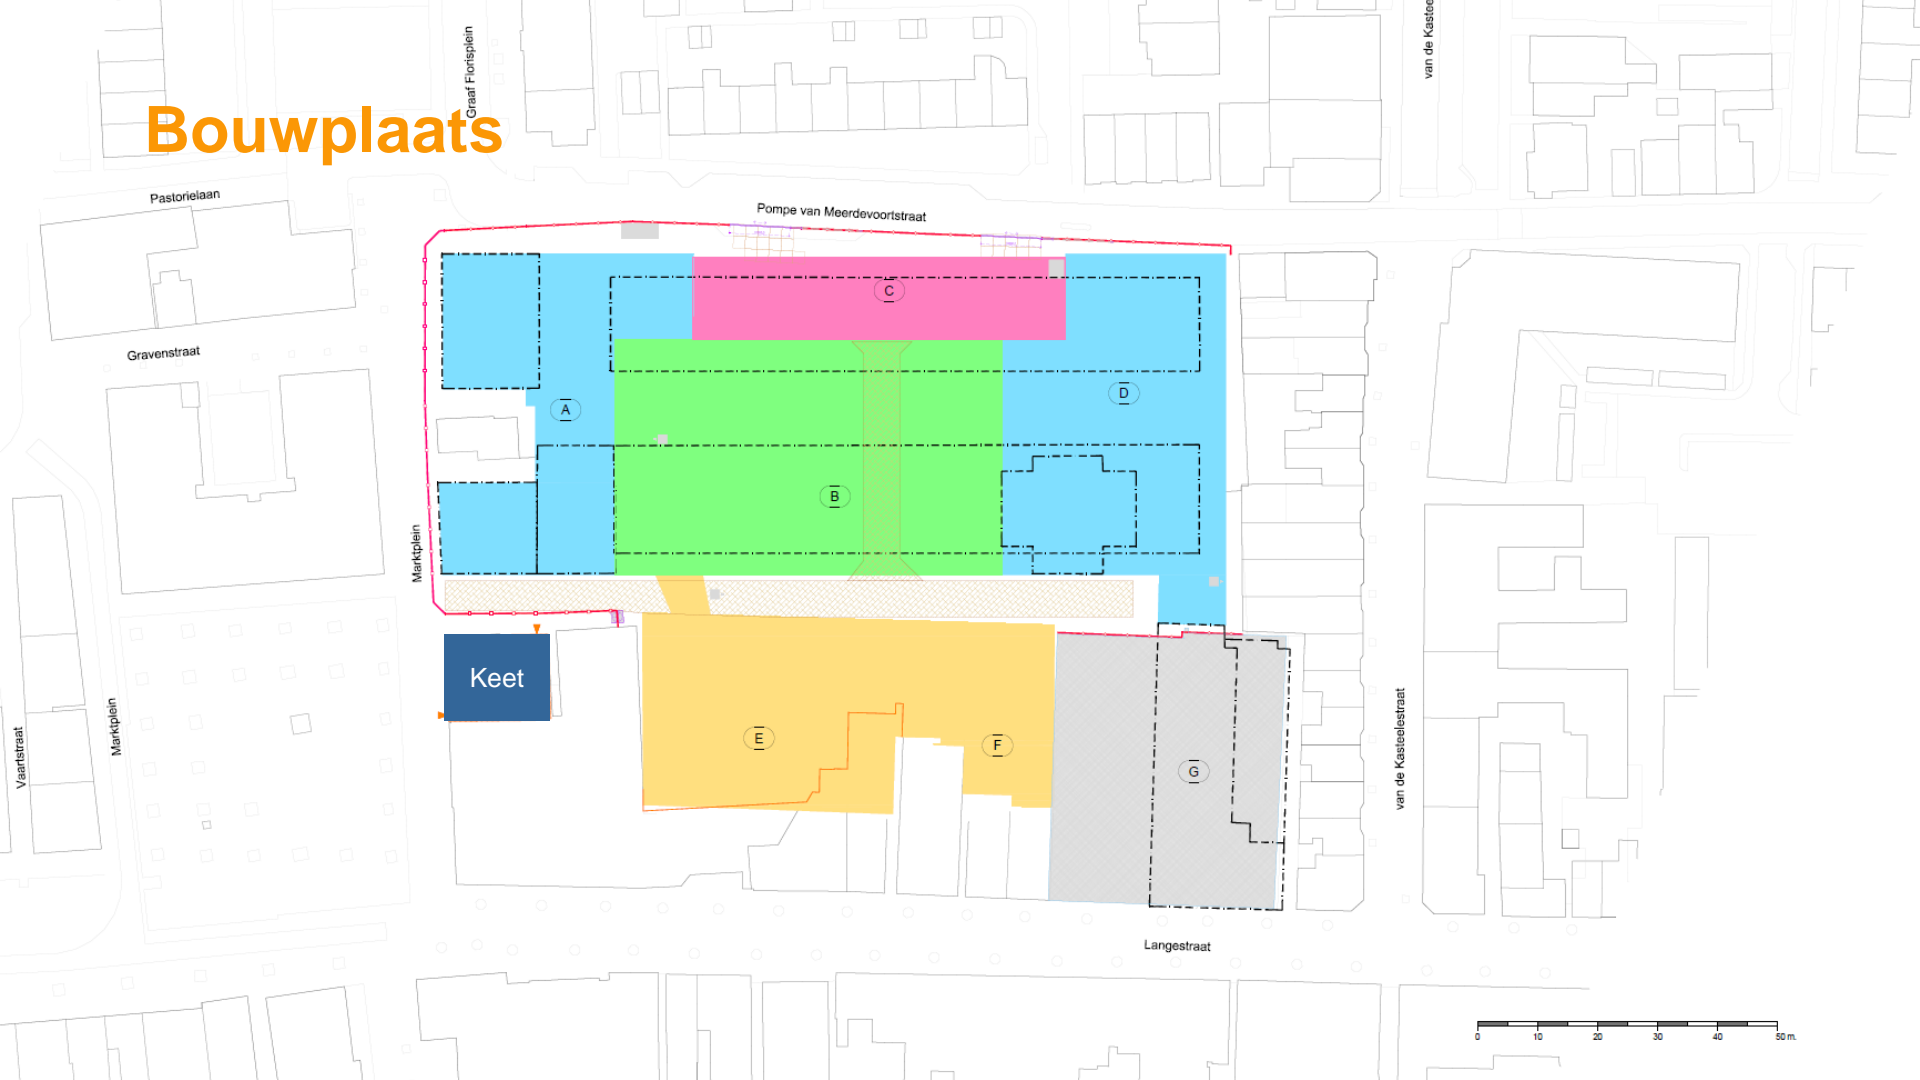 Graaf Florisplein
van de Kastee
Bouwplaats
Pastorielaan
Pompe van Meerdevoortstraat
C
Gravenstraat
D
A
B
Marktplein
Keet
Marktplein
Vaartstraat
E
F
G
van de Kasteelestraat
Langestraat
0 10 20 30 40 50 m.